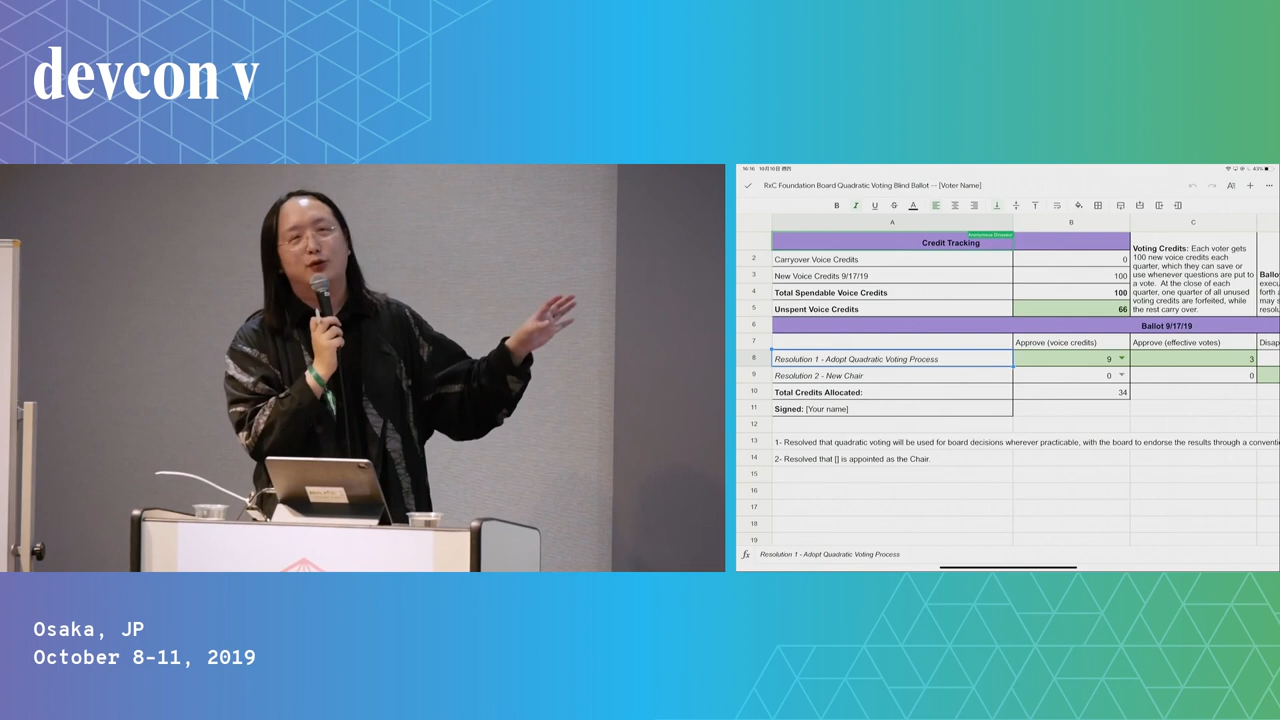 devcon v
16:16 10月10日 週四
43%
RxC Foundation Board Quadratic Voting Blind Ballot -- [Voter Name]
B I U S A
A B C
Anonymous Dinosaur
Credit Tracking
2 Carryover Voice Credits 0
3 New Voice Credits 9/17/19 100
4 Total Spendable Voice Credits 100
5 Unspent Voice Credits 66
Voting Credits: Each voter gets
100 new voice credits each
quarter, which they can save or
use whenever questions are put to
a vote. At the close of each
quarter, one quarter of all unused
voting credits are forfeited, while
the rest carry over.
Ballo
execu
forth a
may s
resolu
6 Ballot 9/17/19
7 Approve (voice credits) Approve (effective votes) Disap
8 Resolution 1 - Adopt Quadratic Voting Process 9 3
9 Resolution 2 - New Chair 0 0
10 Total Credits Allocated: 34
11 Signed: [Your name]
12
13 1- Resolved that quadratic voting will be used for board decisions wherever practicable, with the board to endorse the results through a conventi
14 2- Resolved that [] is appointed as the Chair.
15
16
17
18
19
fx Resolution 1 - Adopt Quadratic Voting Process
Osaka, JP
October 8-11, 2019